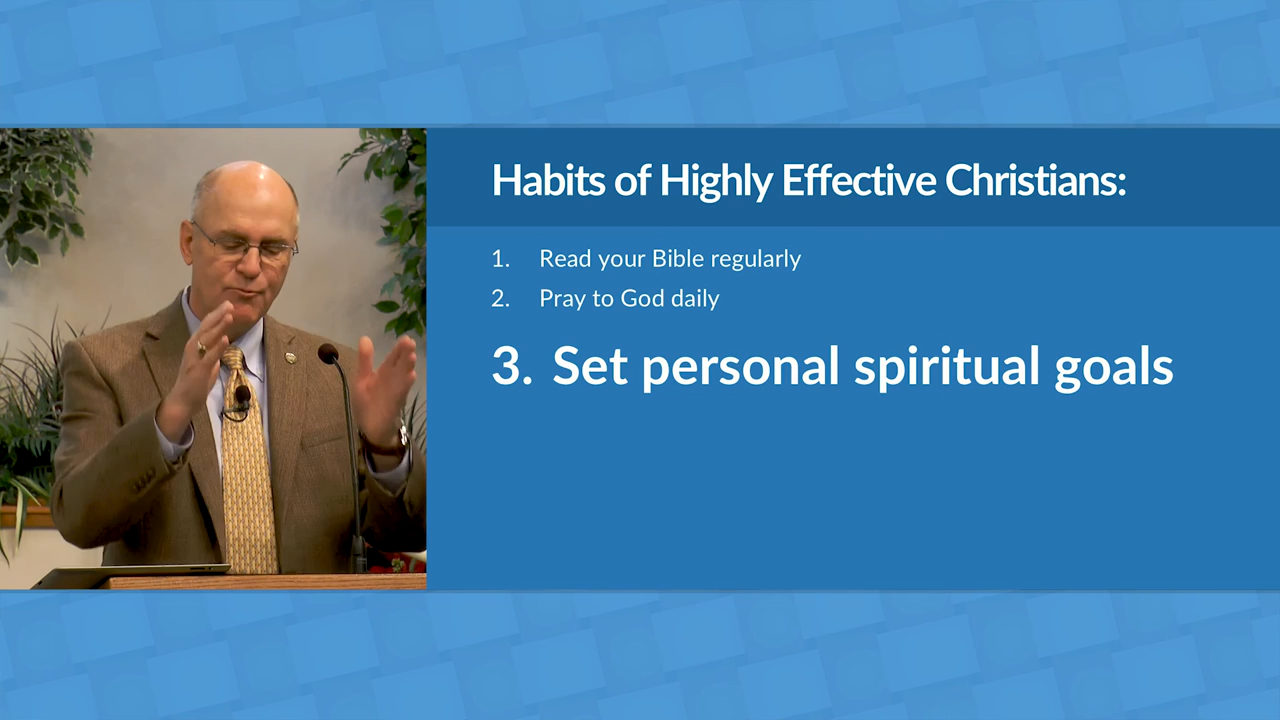 Habits of Highly Effective Christians:
1. Read your Bible regularly
2. Pray to God daily
3. Set personal spiritual goals